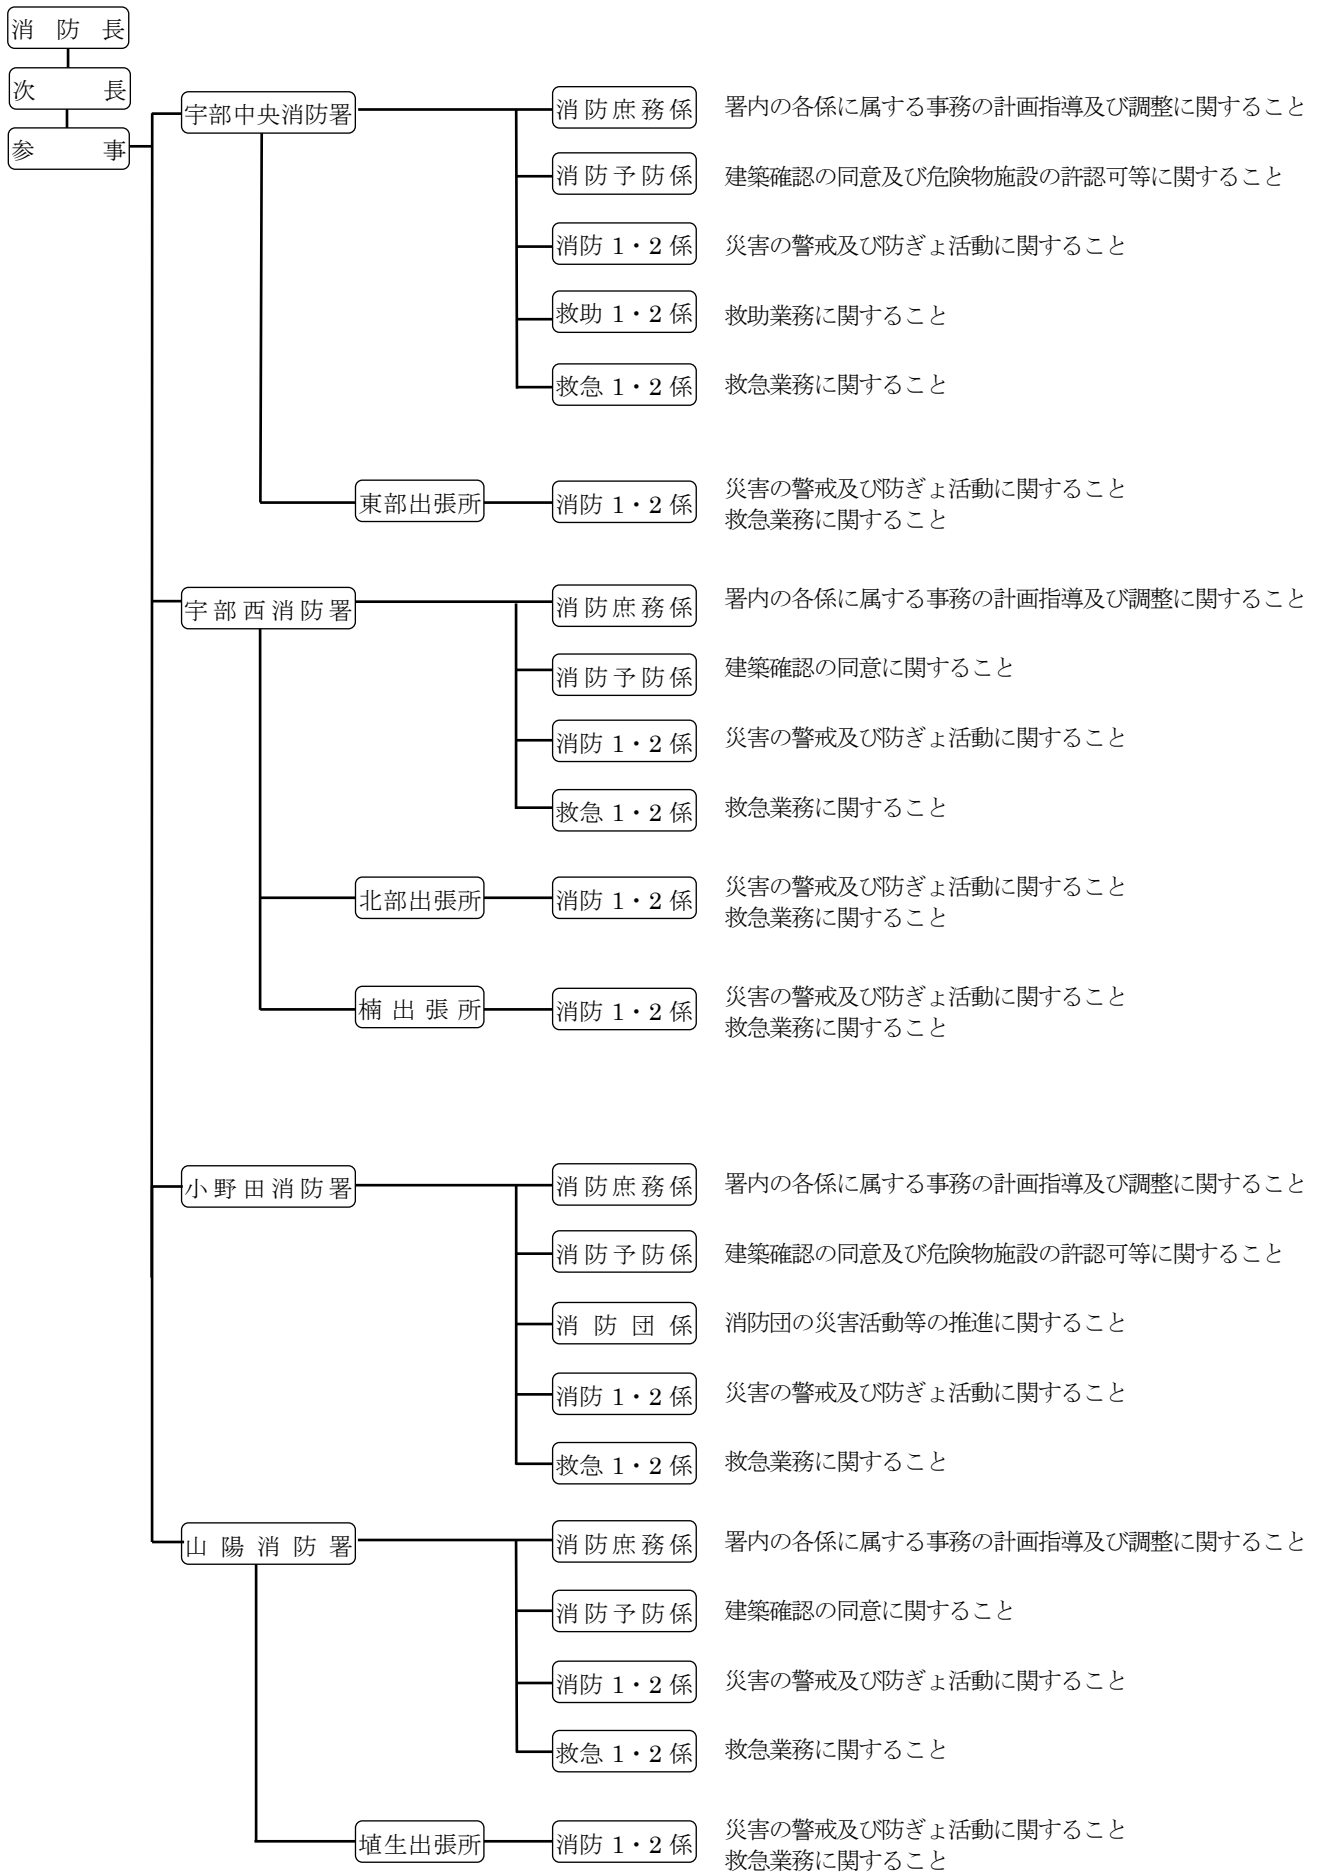 消防長
次長
参事
宇部中央消防署
消防庶務係 署内の各係に属する事務の計画指導及び調整に関すること
消防予防係 建築確認の同意及び危険物施設の許認可等に関すること
消防 1・2 係 災害の警戒及び防ぎょ活動に関すること
救助 1・2 係 救助業務に関すること
救急 1・2 係 救急業務に関すること
東部出張所 消防 1・2 係 災害の警戒及び防ぎょ活動に関すること
救急業務に関すること
宇部西消防署 消防庶務係 署内の各係に属する事務の計画指導及び調整に関すること
消防予防係 建築確認の同意に関すること
消防 1・2 係 災害の警戒及び防ぎょ活動に関すること
救急 1・2 係 救急業務に関すること
北部出張所 消防 1・2 係 災害の警戒及び防ぎょ活動に関すること
救急業務に関すること
楠出張所 消防 1・2 係 災害の警戒及び防ぎょ活動に関すること
救急業務に関すること
小野田消防署 消防庶務係 署内の各係に属する事務の計画指導及び調整に関すること
消防予防係 建築確認の同意及び危険物施設の許認可等に関すること
消防団係 消防団の災害活動等の推進に関すること
消防 1・2 係 災害の警戒及び防ぎょ活動に関すること
救急 1・2 係 救急業務に関すること
山陽消防署 消防庶務係 署内の各係に属する事務の計画指導及び調整に関すること
消防予防係 建築確認の同意に関すること
消防 1・2 係 災害の警戒及び防ぎょ活動に関すること
救急 1・2 係 救急業務に関すること
埴生出張所 消防 1・2 係 災害の警戒及び防ぎょ活動に関すること
救急業務に関すること